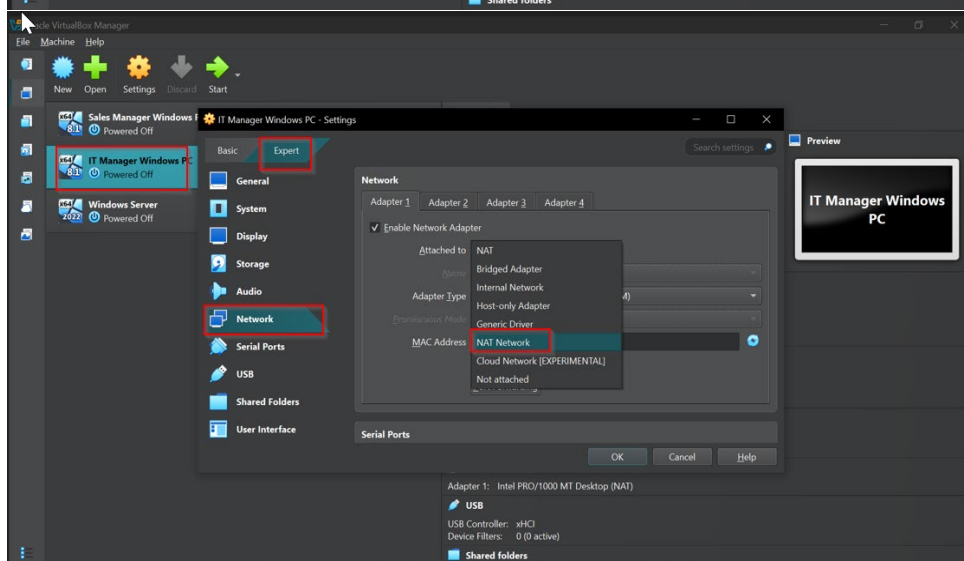 Shared folders
Oracle VirtualBox Manager
File Machine Help
New Open Settings Discard Start
x64 8.1 Sales Manager Windows
Powered Off
x64 8.1 IT Manager Windows PC
Powered Off
x64 2022 Windows Server
Powered Off
IT Manager Windows PC - Settings
Basic Expert Search settings
General
System
Display
Storage
Audio
Network
Serial Ports
USB
Shared Folders
User Interface
Network
Adapter 1 Adapter 2 Adapter 3 Adapter 4
Enable Network Adapter
Attached to NAT
Bridged Adapter
Name
Internal Network
Adapter Type
Host-only Adapter
Promiscuous Mode
Generic Driver
MAC Address NAT Network
Cloud Network [EXPERIMENTAL]
Not attached
Serial Ports
OK Cancel Help
Preview
IT Manager Windows
PC
Adapter 1: Intel PRO/1000 MT Desktop (NAT)
USB
USB Controller: xHCI
Device Filters: 0 (0 active)
Shared folders